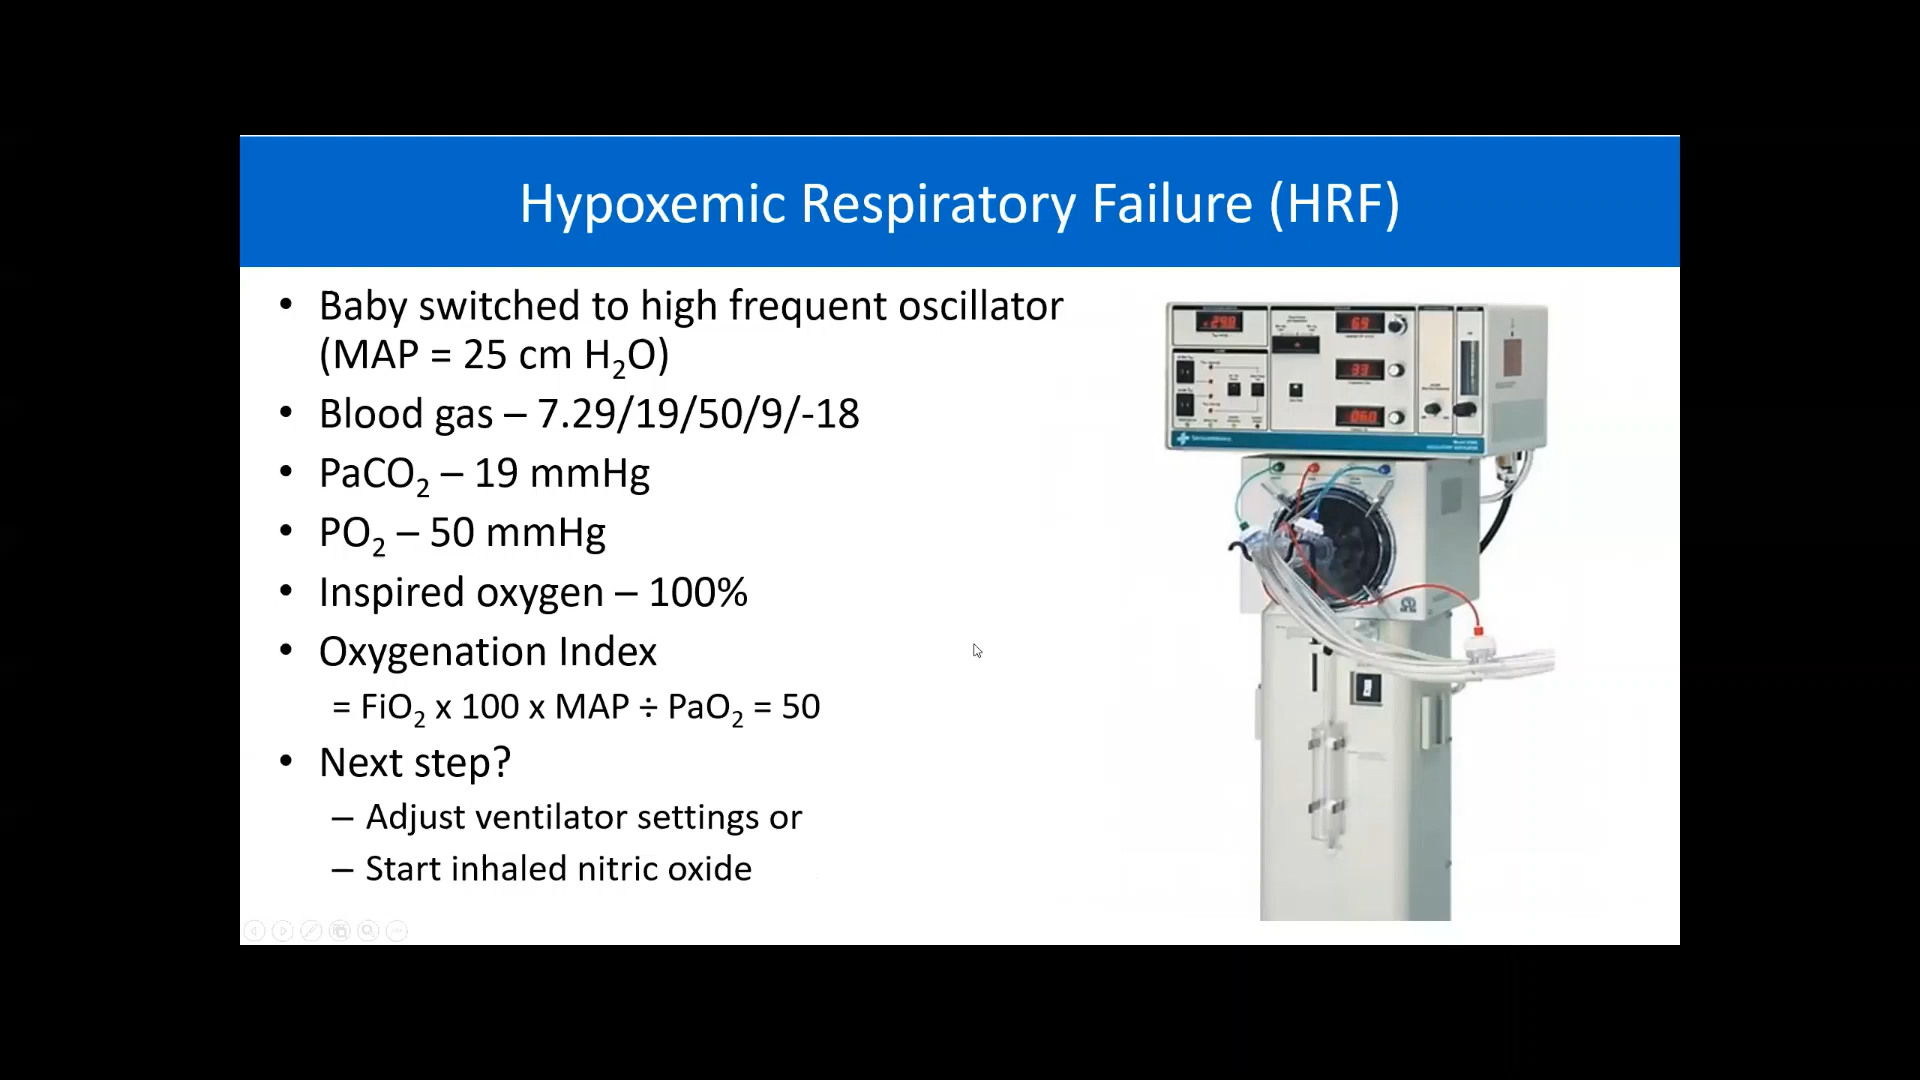 Hypoxemic Respiratory Failure (HRF)
• Baby switched to high frequent oscillator
(MAP = 25 cm H₂O)
• Blood gas – 7.29/19/50/9/-18
• PaCO₂ – 19 mmHg
• PO₂ – 50 mmHg
• Inspired oxygen – 100%
• Oxygenation Index
= FiO₂ x 100 x MAP ÷ PaO₂ = 50
• Next step?
– Adjust ventilator settings or
– Start inhaled nitric oxide